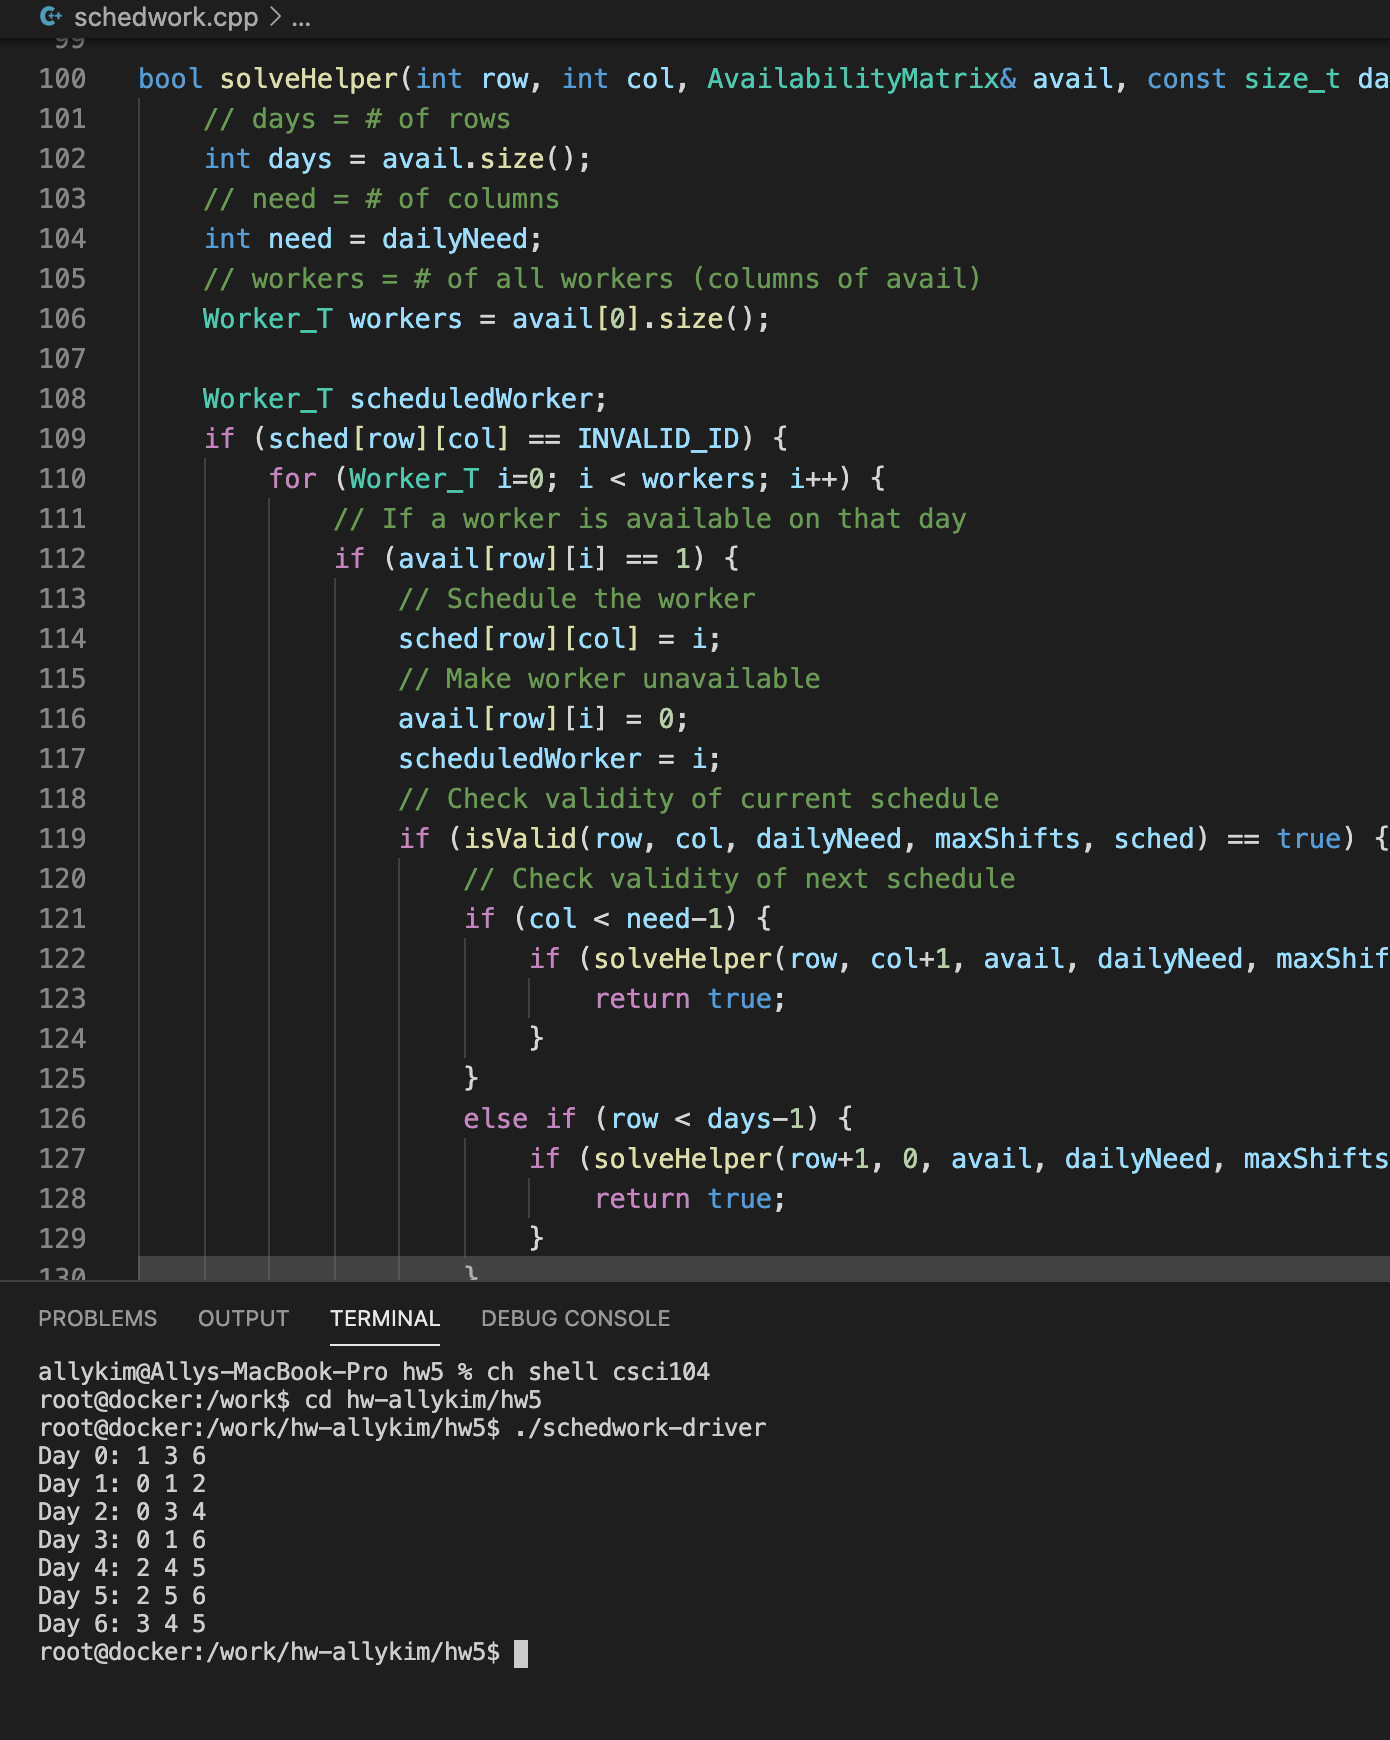 schedwork.cpp > ...
99
100 bool solveHelper(int row, int col, AvailabilityMatrix& avail, const size_t da
101 // days = # of rows
102 int days = avail.size();
103 // need = # of columns
104 int need = dailyNeed;
105 // workers = # of all workers (columns of avail)
106 Worker_T workers = avail[0].size();
107
108 Worker_T scheduledWorker;
109 if (sched[row][col] == INVALID_ID) {
110 for (Worker_T i=0; i < workers; i++) {
111 // If a worker is available on that day
112 if (avail[row][i] == 1) {
113 // Schedule the worker
114 sched[row][col] = i;
115 // Make worker unavailable
116 avail[row][i] = 0;
117 scheduledWorker = i;
118 // Check validity of current schedule
119 if (isValid(row, col, dailyNeed, maxShifts, sched) == true) {
120 // Check validity of next schedule
121 if (col < need-1) {
122 if (solveHelper(row, col+1, avail, dailyNeed, maxShif
123 return true;
124 }
125 }
126 else if (row < days-1) {
127 if (solveHelper(row+1, 0, avail, dailyNeed, maxShifts
128 return true;
129 }
130 }
PROBLEMS OUTPUT TERMINAL DEBUG CONSOLE
allykim@Allys-MacBook-Pro hw5 % ch shell csci104
root@docker:/work$ cd hw-allykim/hw5
root@docker:/work/hw-allykim/hw5$ ./schedwork-driver
Day 0: 1 3 6
Day 1: 0 1 2
Day 2: 0 3 4
Day 3: 0 1 6
Day 4: 2 4 5
Day 5: 2 5 6
Day 6: 3 4 5
root@docker:/work/hw-allykim/hw5$